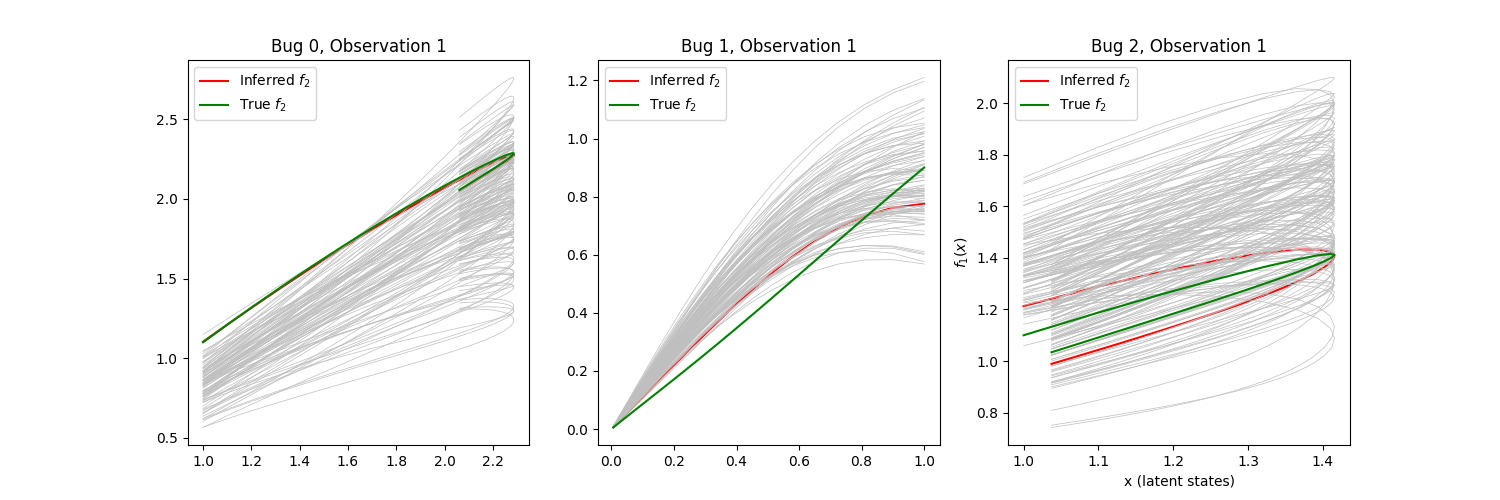 Bug 0, Observation 1
Inferred f₂
True f₂
2.5
2.0
1.5
1.0
0.5
1.0 1.2 1.4 1.6 1.8 2.0 2.2
Bug 1, Observation 1
Inferred f₂
True f₂
1.2
1.0
0.8
0.6
0.4
0.2
0.0
0.0 0.2 0.4 0.6 0.8 1.0
Bug 2, Observation 1
Inferred f₂
True f₂
f₁(x)
2.0
1.8
1.6
1.4
1.2
1.0
0.8
1.0 1.1 1.2 1.3 1.4
x (latent states)